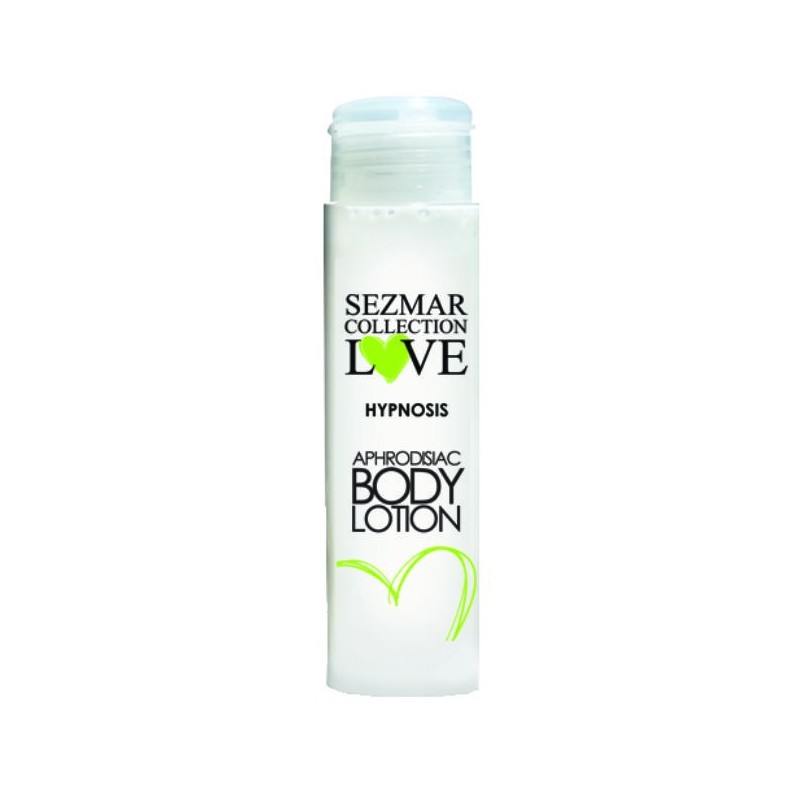 SEZMAR
COLLECTION
LOVE
HYPNOSIS
APHRODISIAC
BODY
LOTION